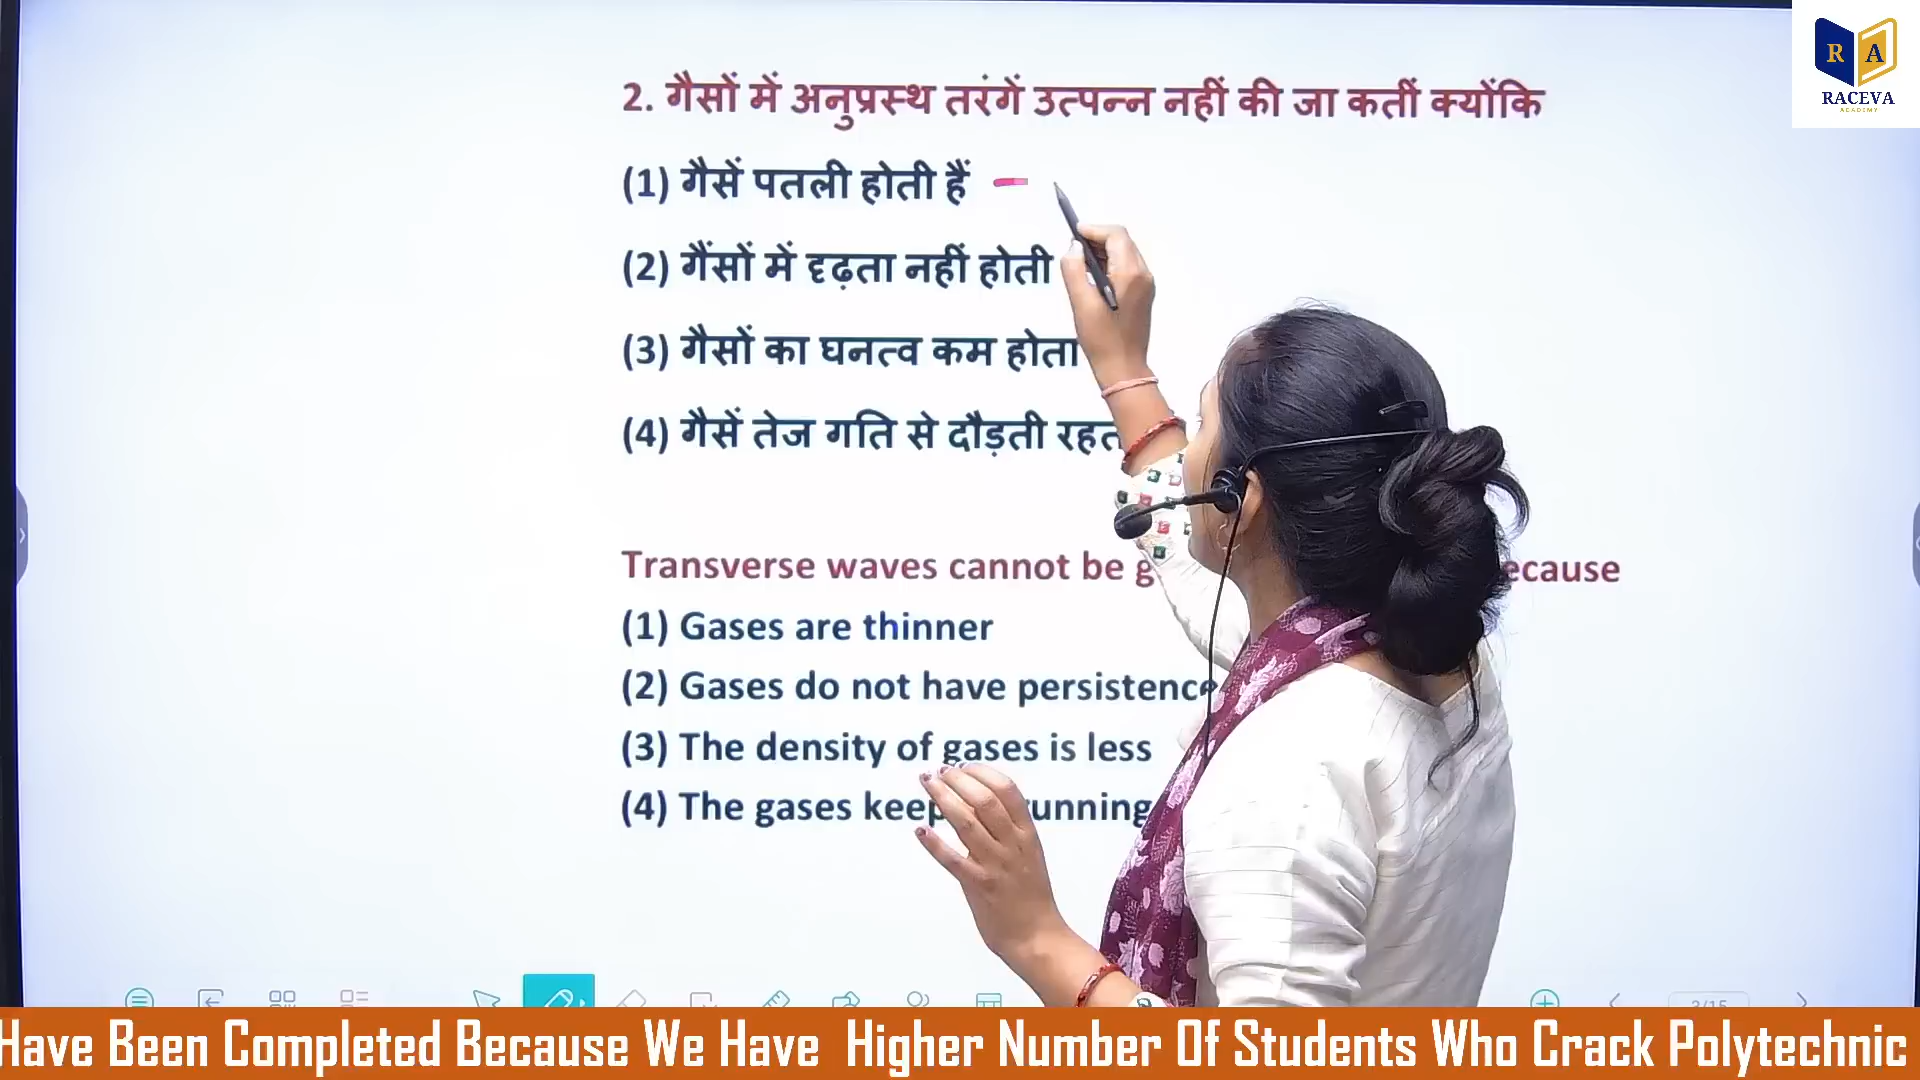 2. गैसों में अनुप्रस्थ तरंगें उत्पन्न नहीं की जा कतीं क्योंकि
(1) गैसें पतली होती हैं
(2) गैंसों में दृढ़ता नहीं होती
(3) गैसों का घनत्व कम होता
(4) गैसें तेज गति से दौड़ती
Transverse waves cannot be
(1) Gases are thinner
(2) Gases do not have persistence
(3) The density of gases is less
(4) The gases keep
R A
RACEVA
ACADEMY
Have Been Completed Because We Have Higher Number Of Students Who Crack Polytechnic